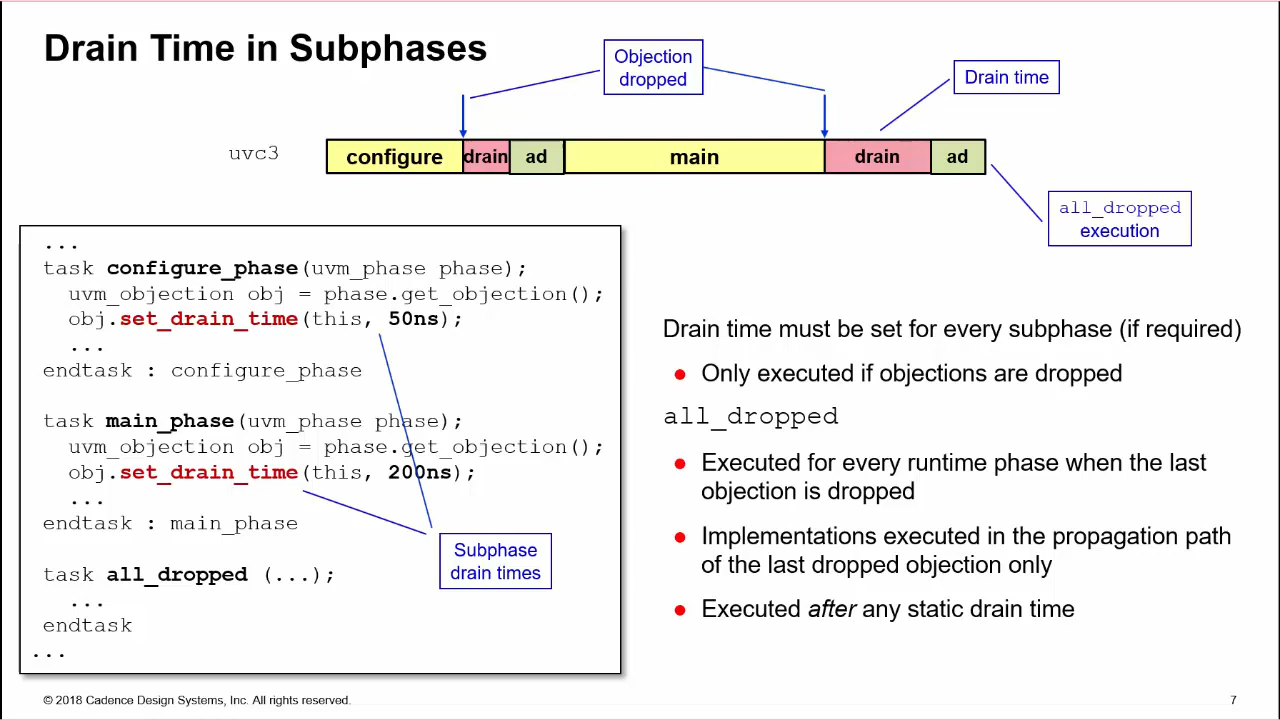 Drain Time in Subphases
Objection
dropped
Drain time
uvc3
configure drain ad main drain ad
all_dropped
execution
...
task configure_phase(uvm_phase phase);
uvm_objection obj = phase.get_objection();
obj.set_drain_time(this, 50ns);
...
endtask : configure_phase
task main_phase(uvm_phase phase);
uvm_objection obj = phase.get_objection();
obj.set_drain_time(this, 200ns);
...
endtask : main_phase
task all_dropped (...);
...
endtask
...
Subphase
drain times
Drain time must be set for every subphase (if required)
● Only executed if objections are dropped
all_dropped
● Executed for every runtime phase when the last
objection is dropped
● Implementations executed in the propagation path
of the last dropped objection only
● Executed after any static drain time
© 2018 Cadence Design Systems, Inc. All rights reserved.
7